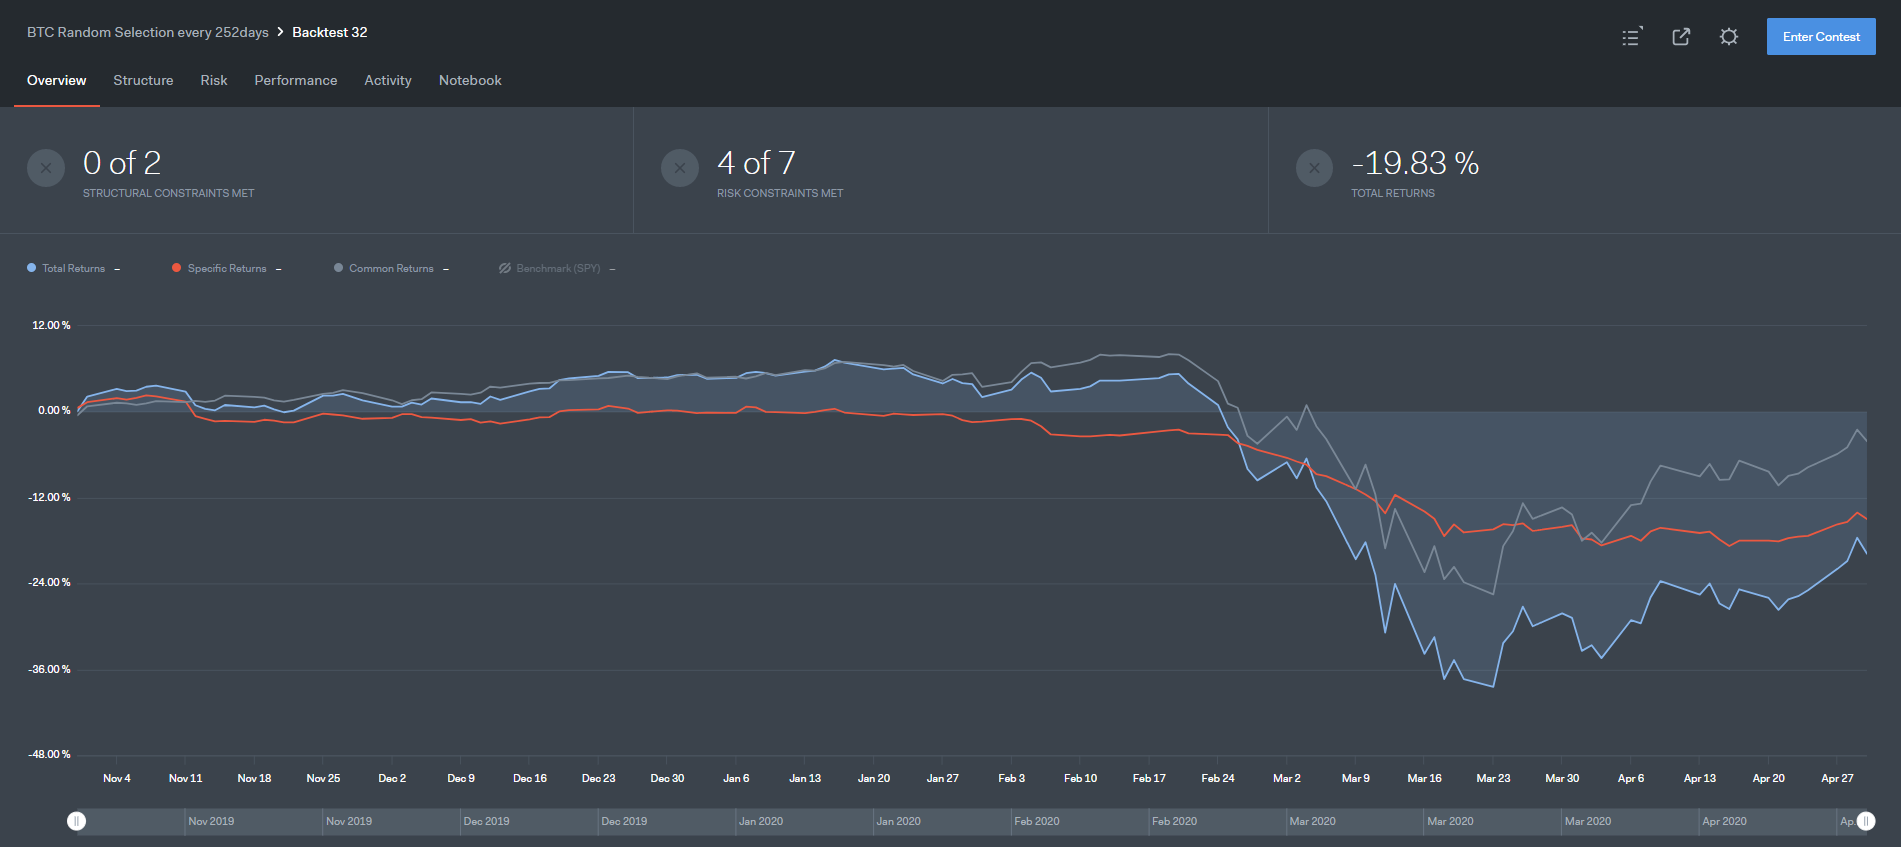 BTC Random Selection every 252days > Backtest 32
Enter Contest
Overview Structure Risk Performance Activity Notebook
0 of 2
STRUCTURAL CONSTRAINTS MET
4 of 7
RISK CONSTRAINTS MET
-19.83 %
TOTAL RETURNS
Total Returns – Specific Returns – Common Returns – Benchmark (SPY) –
12.00 %
0.00 %
-12.00 %
-24.00 %
-36.00 %
-48.00 %
Nov 4 Nov 11 Nov 18 Nov 25 Dec 2 Dec 9 Dec 16 Dec 23 Dec 30 Jan 6 Jan 13 Jan 20 Jan 27 Feb 3 Feb 10 Feb 17 Feb 24 Mar 2 Mar 9 Mar 16 Mar 23 Mar 30 Apr 6 Apr 13 Apr 20 Apr 27
Nov 2019 Nov 2019 Dec 2019 Dec 2019 Jan 2020 Jan 2020 Feb 2020 Feb 2020 Mar 2020 Mar 2020 Mar 2020 Apr 2020 Ap